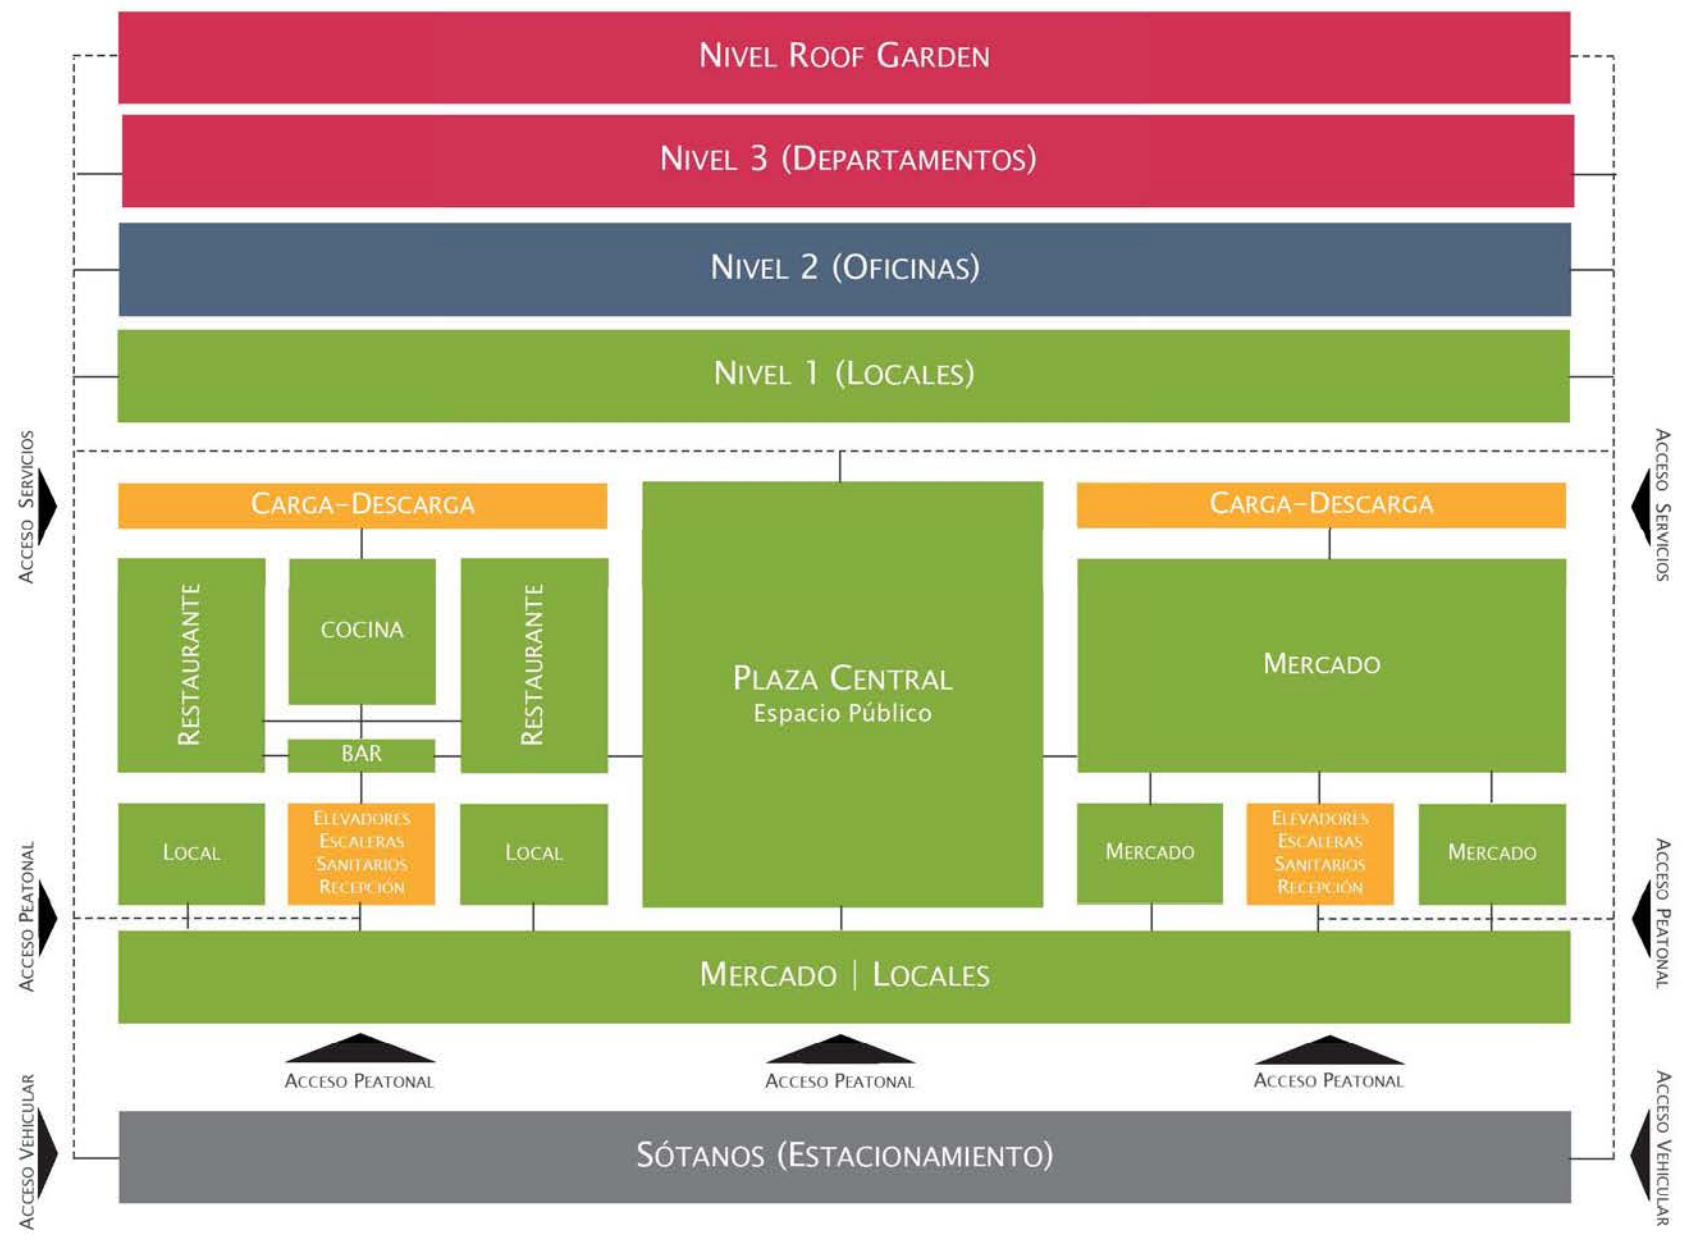 Nivel Roof Garden
Nivel 3 (Departamentos)
Nivel 2 (Oficinas)
Nivel 1 (Locales)
Acceso Servicios
Acceso Servicios
Carga-Descarga
Carga-Descarga
Restaurante
Cocina
Restaurante
Bar
Plaza Central
Espacio Público
Mercado
Local
Elevadores
Escaleras
Sanitarios
Recepción
Local
Mercado
Elevadores
Escaleras
Sanitarios
Recepción
Mercado
Acceso Peatonal
Acceso Peatonal
Mercado | Locales
Acceso Peatonal
Acceso Peatonal
Acceso Peatonal
Acceso Vehicular
Acceso Vehicular
Sótanos (Estacionamiento)